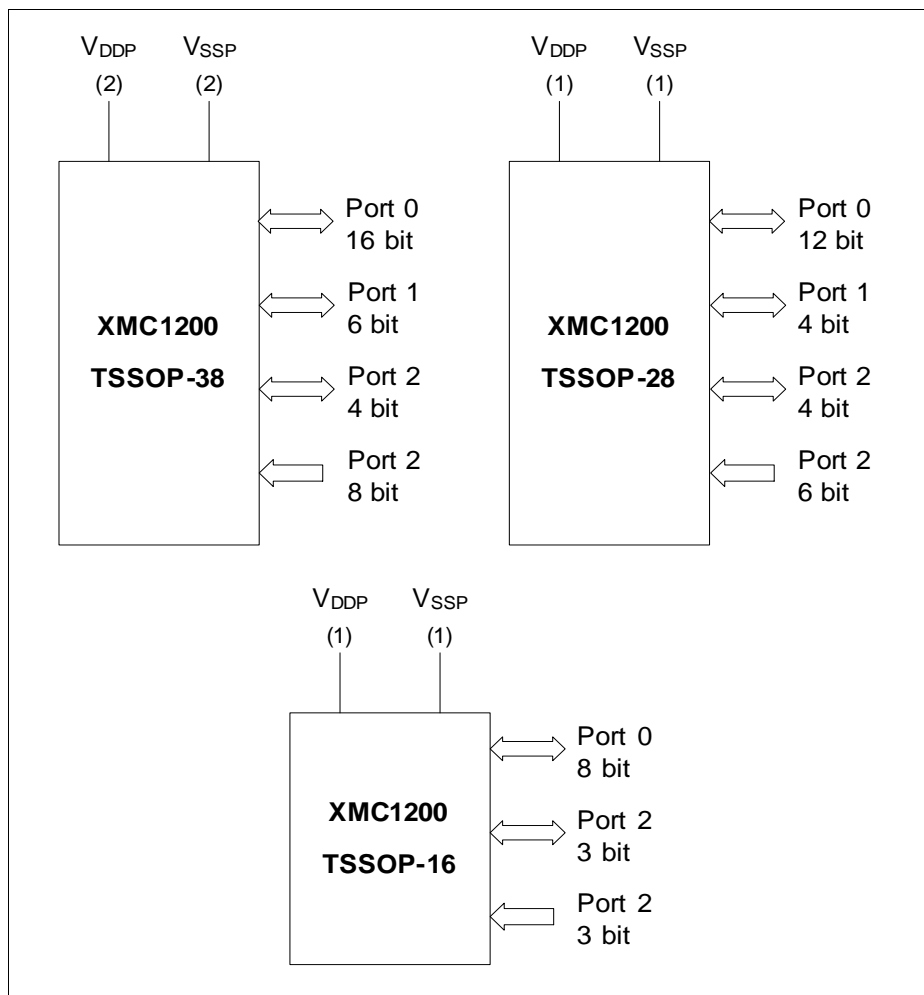 VDDP
VSSP
(2)
(2)
XMC1200
TSSOP-38
Port 0
16 bit
Port 1
6 bit
Port 2
4 bit
Port 2
8 bit
VDDP
VSSP
(1)
(1)
XMC1200
TSSOP-28
Port 0
12 bit
Port 1
4 bit
Port 2
4 bit
Port 2
6 bit
VDDP
VSSP
(1)
(1)
XMC1200
TSSOP-16
Port 0
8 bit
Port 2
3 bit
Port 2
3 bit